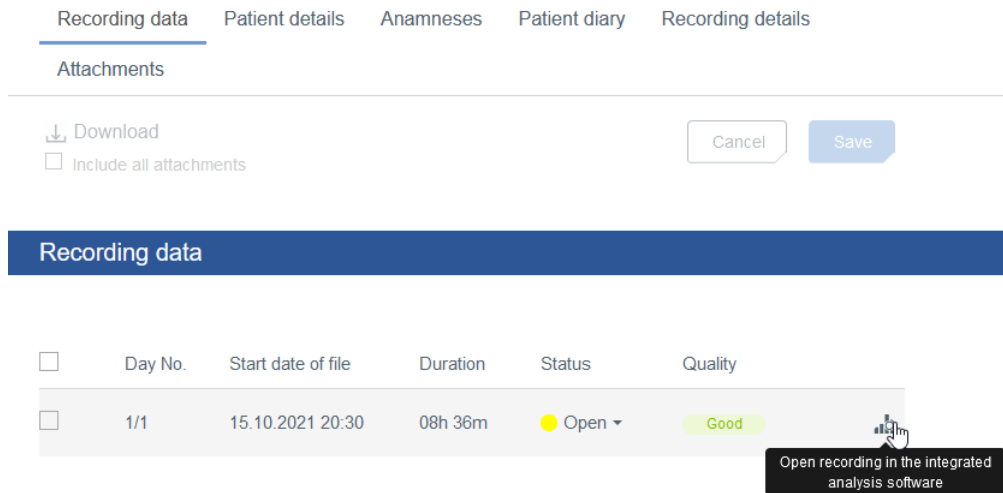 Recording data Patient details Anamneses Patient diary Recording details
Attachments
Download
Include all attachments
Cancel Save
Recording data
Day No. Start date of file Duration Status Quality
1/1 15.10.2021 20:30 08h 36m Open Good
Open recording in the integrated
analysis software